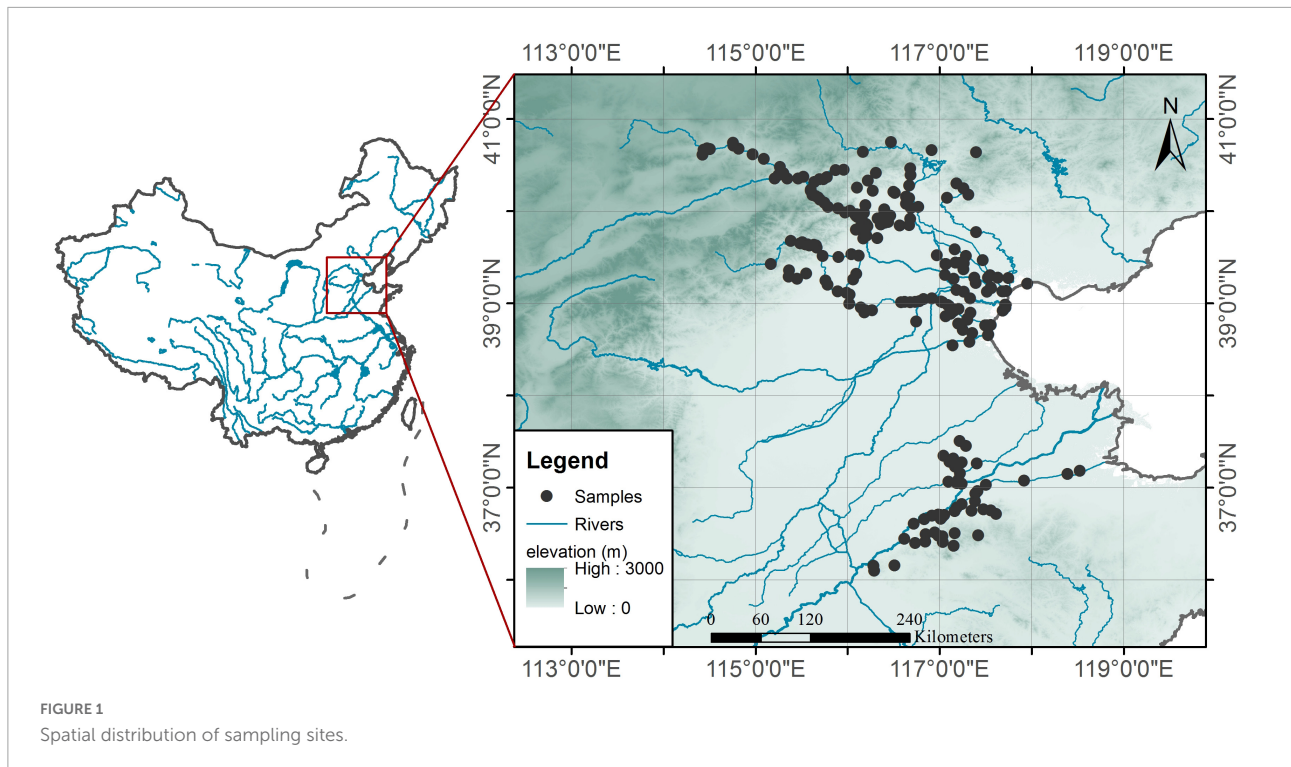 113°0'0"E 115°0'0"E 117°0'0"E 119°0'0"E
41°0'0"N
41°0'0"N
N
39°0'0"N
39°0'0"N
37°0'0"N
37°0'0"N
Legend
Samples
Rivers
elevation (m)
High : 3000
Low : 0
0 60 120 240
Kilometers
113°0'0"E 115°0'0"E 117°0'0"E 119°0'0"E
FIGURE 1
Spatial distribution of sampling sites.